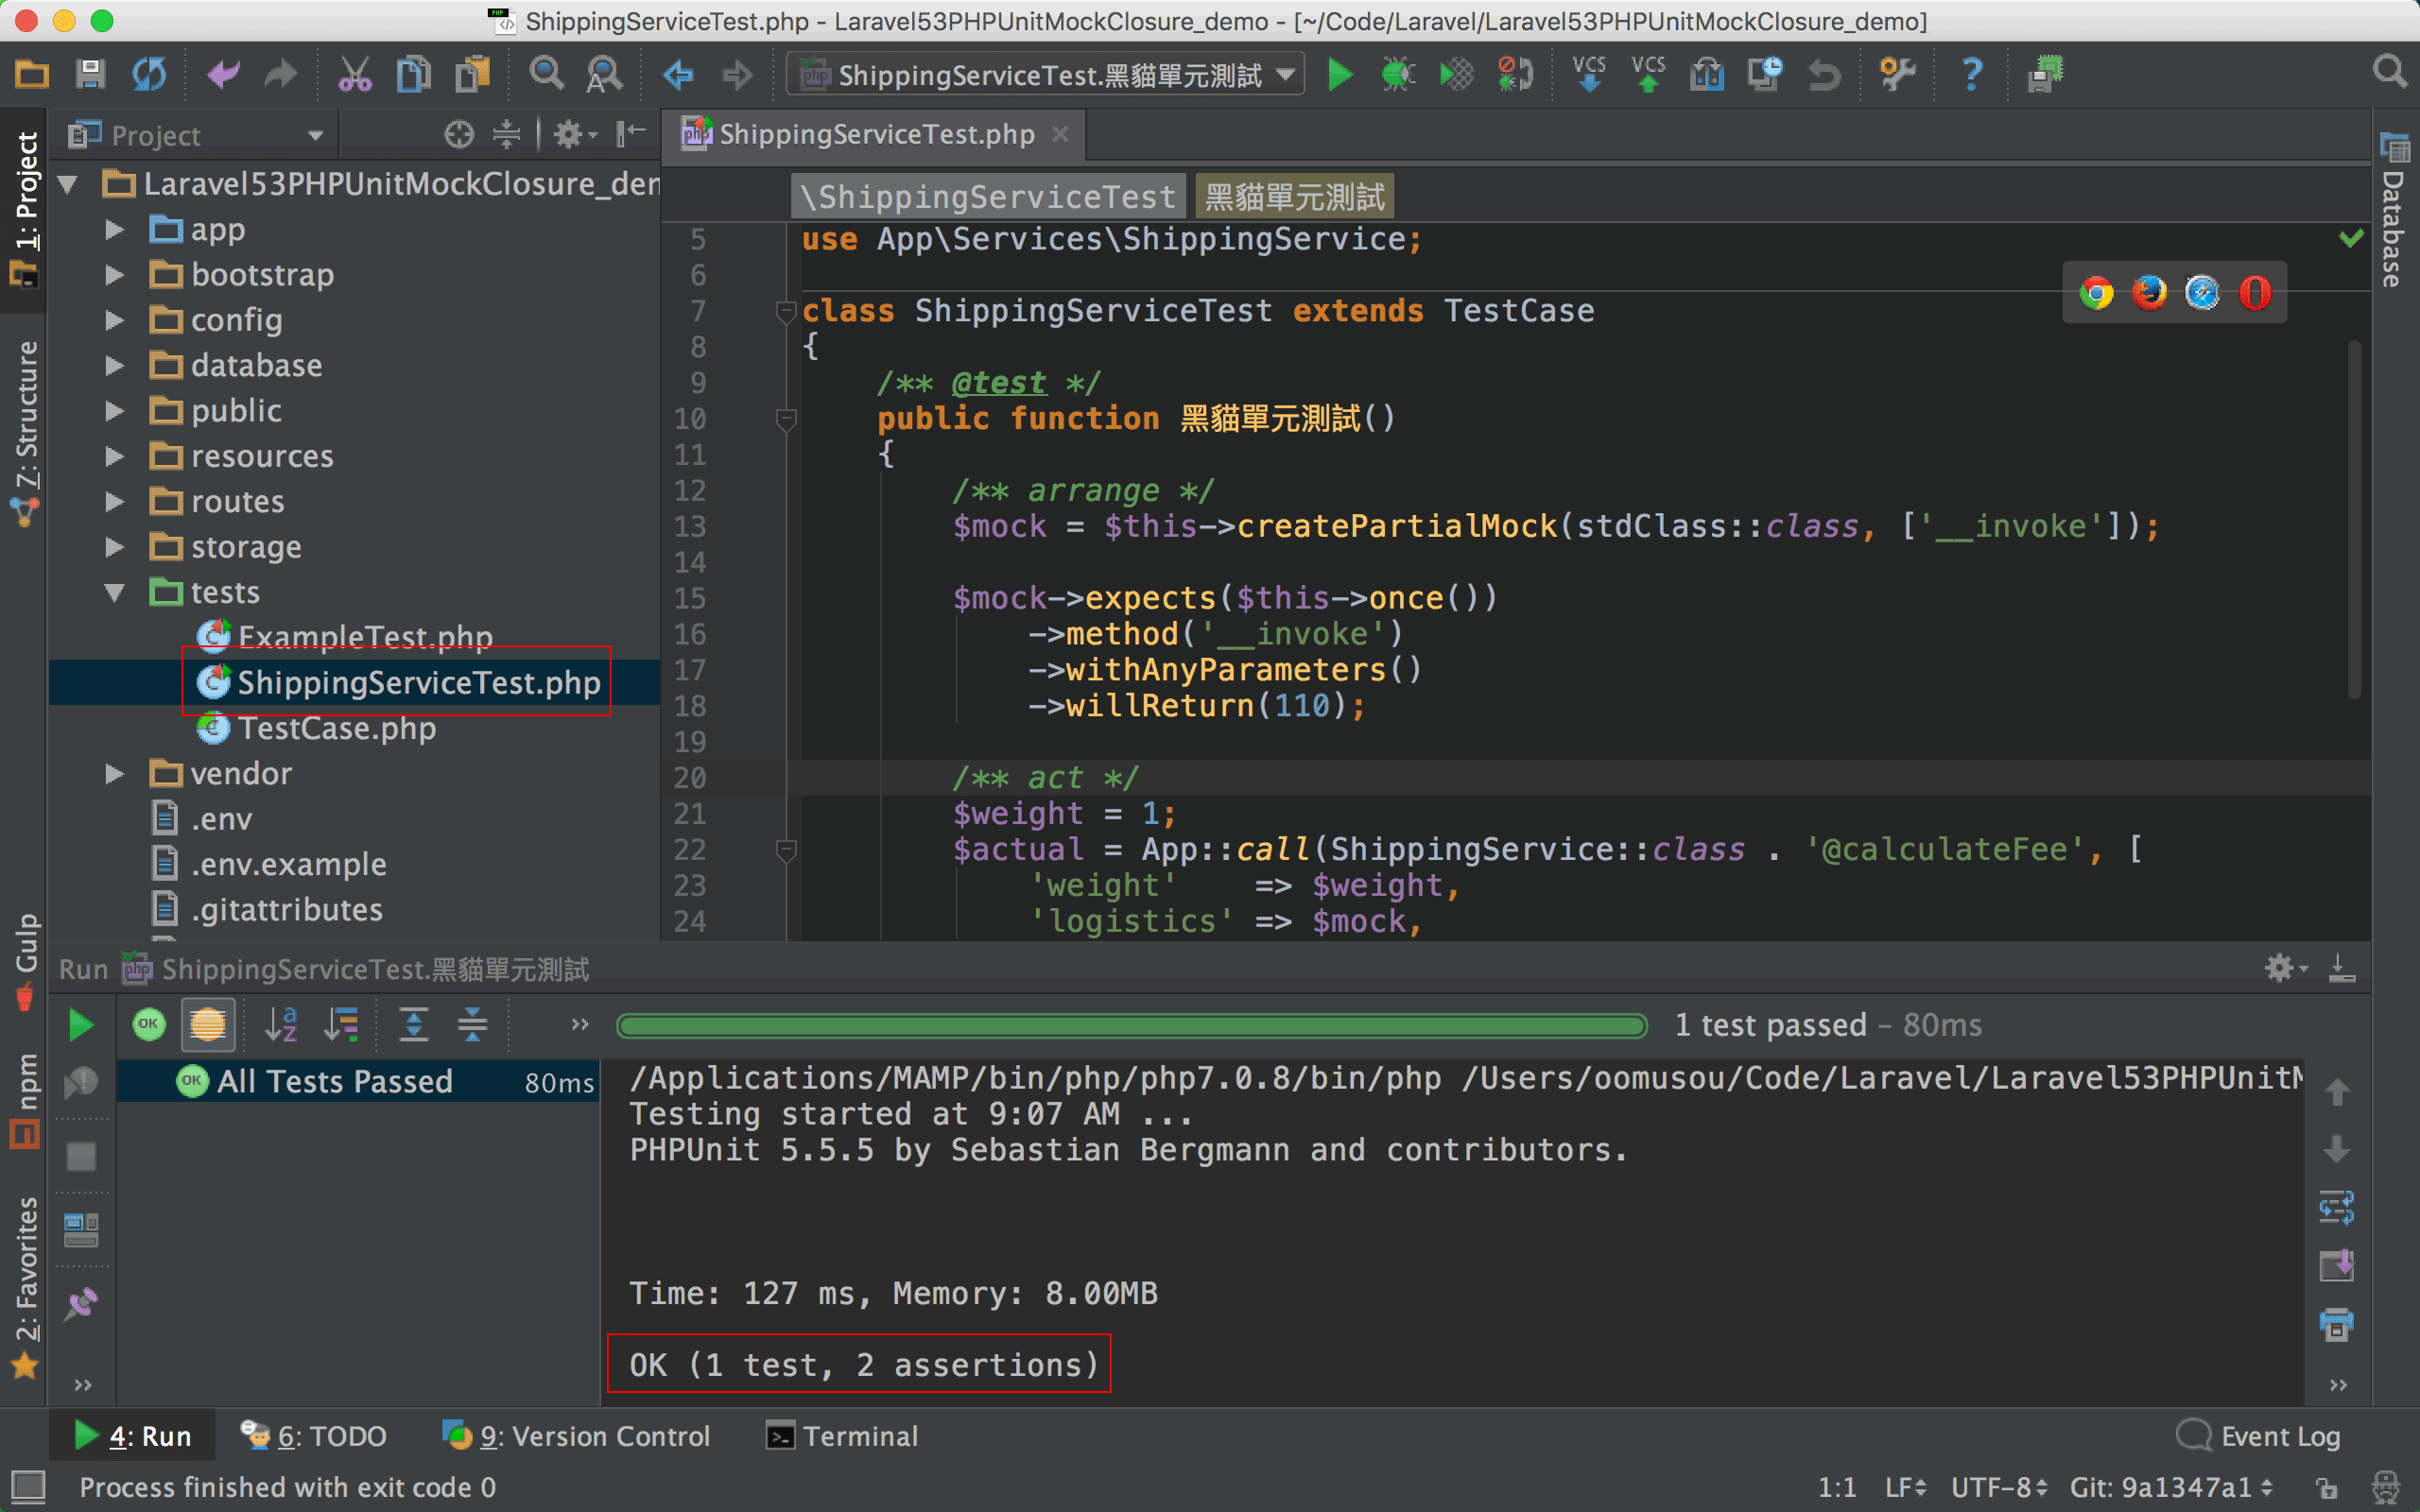 ShippingServiceTest.php - Laravel53PHPUnitMockClosure_demo - [~/Code/Laravel/Laravel53PHPUnitMockClosure_demo]
ShippingServiceTest.黑貓單元測試
VCS
VCS
1: Project
7: Structure
Gulp
npm
2: Favorites
Project
Laravel53PHPUnitMockClosure_der
app
bootstrap
config
database
public
resources
routes
storage
tests
ExampleTest.php
ShippingServiceTest.php
TestCase.php
vendor
.env
.env.example
.gitattributes
ShippingServiceTest.php
\ShippingServiceTest 黑貓單元測試
5 use App\Services\ShippingService;
6
7 class ShippingServiceTest extends TestCase
8 {
9 /** @test */
10 public function 黑貓單元測試()
11 {
12 /** arrange */
13 $mock = $this->createPartialMock(stdClass::class, ['__invoke']);
14
15 $mock->expects($this->once())
16 ->method('__invoke')
17 ->withAnyParameters()
18 ->willReturn(110);
19
20 /** act */
21 $weight = 1;
22 $actual = App::call(ShippingService::class . '@calculateFee', [
23 'weight' => $weight,
24 'logistics' => $mock,
Database
Run ShippingServiceTest.黑貓單元測試
1 test passed – 80ms
OK All Tests Passed 80ms
/Applications/MAMP/bin/php/php7.0.8/bin/php /Users/oomusou/Code/Laravel/Laravel53PHPUnitM
Testing started at 9:07 AM ...
PHPUnit 5.5.5 by Sebastian Bergmann and contributors.
Time: 127 ms, Memory: 8.00MB
OK (1 test, 2 assertions)
4: Run 6: TODO 9: Version Control Terminal Event Log
Process finished with exit code 0 1:1 LF UTF-8 Git: 9a1347a1